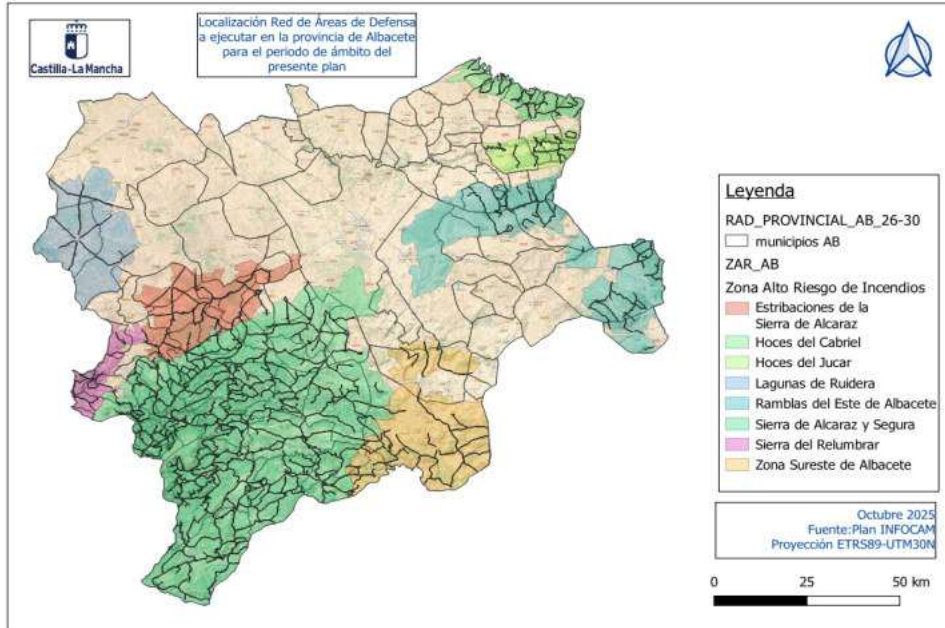 Castilla-La Mancha
Localización Red de Áreas de Defensa
a ejecutar en la provincia de Albacete
para el periodo de ámbito del
presente plan
Leyenda
RAD_PROVINCIAL_AB_26-30
municipios AB
ZAR_AB
Zona Alto Riesgo de Incendios
Estribaciones de la
Sierra de Alcaraz
Hoces del Cabriel
Hoces del Jucar
Lagunas de Ruidera
Ramblas del Este de Albacete
Sierra de Alcaraz y Segura
Sierra del Relumbrar
Zona Sureste de Albacete
Octubre 2025
Fuente:Plan INFOCAM
Proyección ETRS89-UTM30N
0 25 50 km